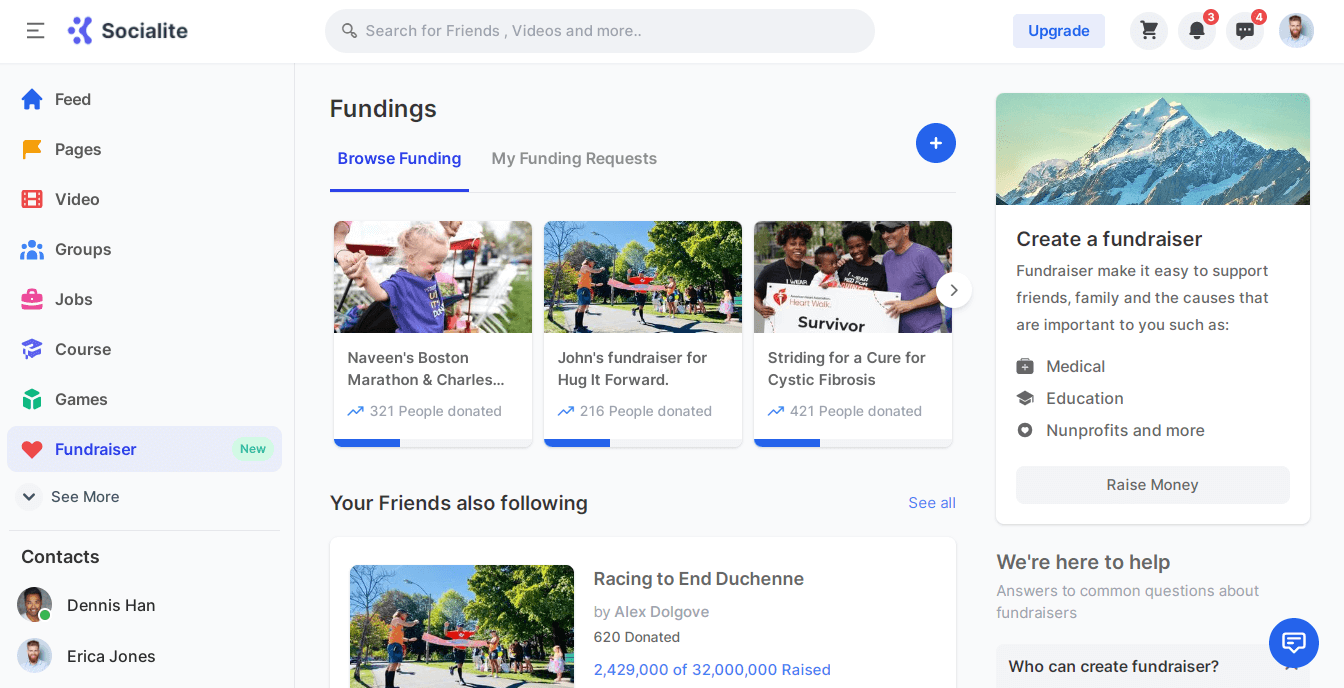 Socialite
Search for Friends , Videos and more..
Upgrade
3
4
Feed
Pages
Video
Groups
Jobs
Course
Games
Fundraiser
New
See More
Contacts
Dennis Han
Erica Jones
Fundings
Browse Funding
My Funding Requests
Naveen's Boston
Marathon & Charles...
321 People donated
John's fundraiser for
Hug It Forward.
216 People donated
Heart Walk.
Survivor
Striding for a Cure for
Cystic Fibrosis
421 People donated
Your Friends also following
See all
Racing to End Duchenne
by Alex Dolgove
620 Donated
2,429,000 of 32,000,000 Raised
Create a fundraiser
Fundraiser make it easy to support
friends, family and the causes that
are important to you such as:
Medical
Education
Nunprofits and more
Raise Money
We're here to help
Answers to common questions about
fundraisers
Who can create fundraiser?